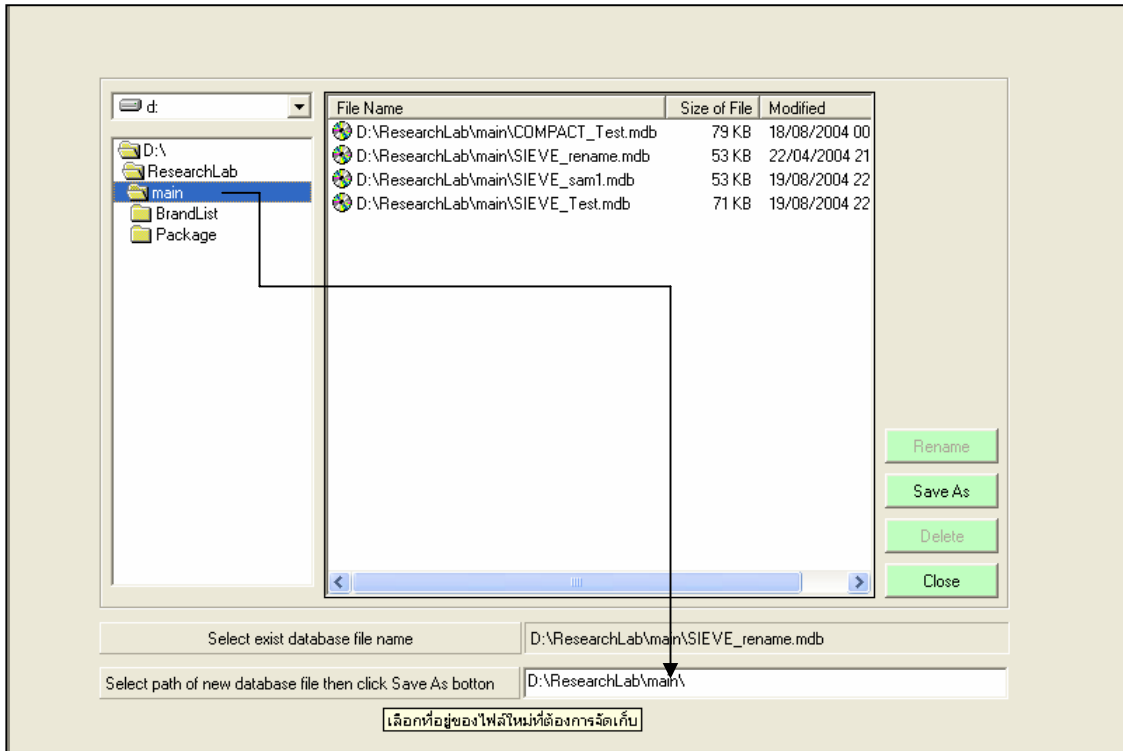 d:
D:\
ResearchLab
main
BrandList
Package
File Name Size of File Modified
D:\ResearchLab\main\COMPACT_Test.mdb 79 KB 18/08/2004 00
D:\ResearchLab\main\SIEVE_rename.mdb 53 KB 22/04/2004 21
D:\ResearchLab\main\SIEVE_sam1.mdb 53 KB 19/08/2004 22
D:\ResearchLab\main\SIEVE_Test.mdb 71 KB 19/08/2004 22
Rename
Save As
Delete
Close
Select exist database file name D:\ResearchLab\main\SIEVE_rename.mdb
Select path of new database file then click Save As botton D:\ResearchLab\main\
เลือกที่อยู่ของไฟล์ใหม่ที่ต้องการจัดเก็บ